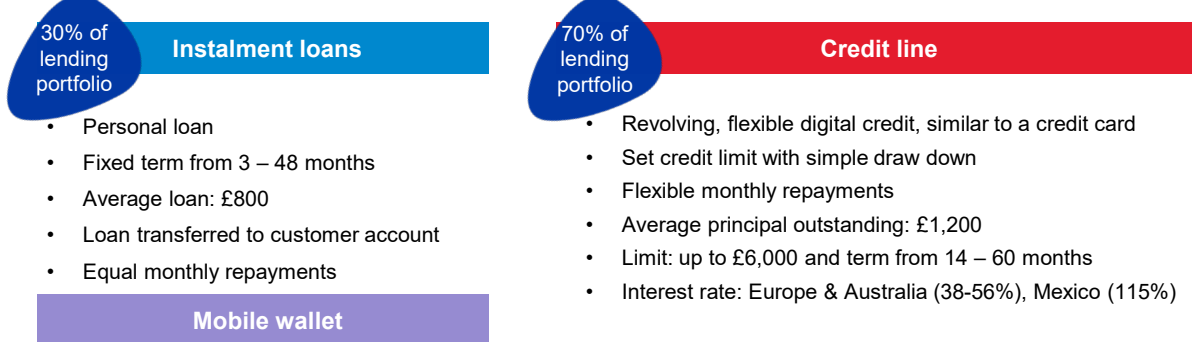 30% of
lending
portfolio
Instalment loans
• Personal loan
• Fixed term from 3 – 48 months
• Average loan: £800
• Loan transferred to customer account
• Equal monthly repayments
Mobile wallet
70% of
lending
portfolio
Credit line
• Revolving, flexible digital credit, similar to a credit card
• Set credit limit with simple draw down
• Flexible monthly repayments
• Average principal outstanding: £1,200
• Limit: up to £6,000 and term from 14 – 60 months
• Interest rate: Europe & Australia (38-56%), Mexico (115%)